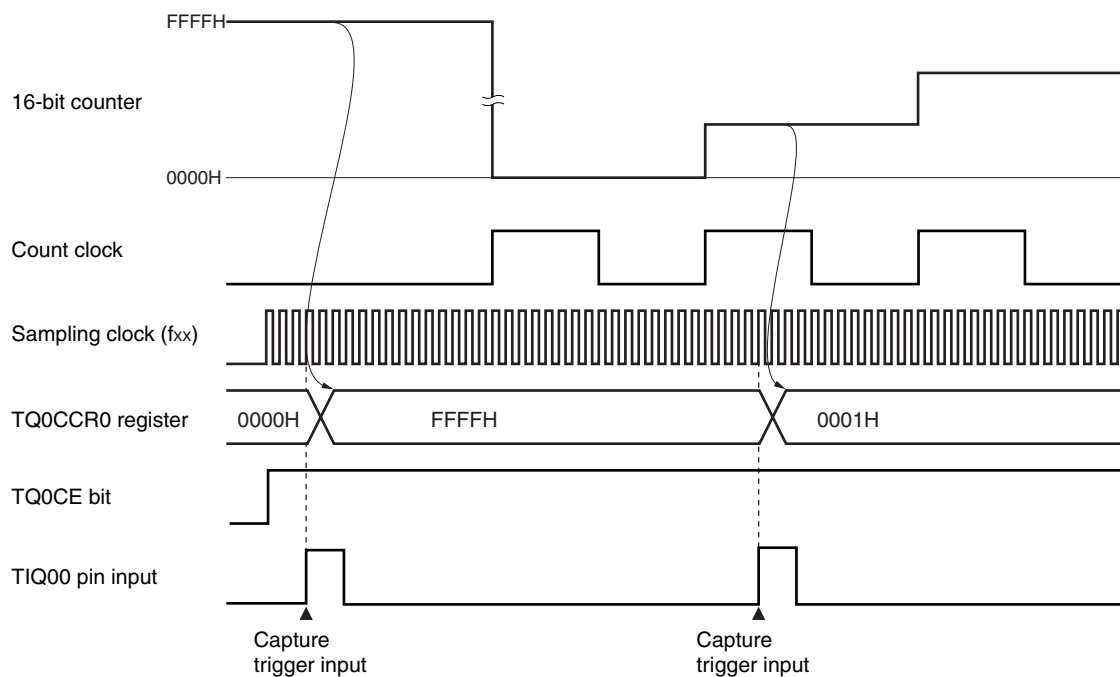 FFFFH
16-bit counter
0000H
Count clock
Sampling clock (fxx)
TQ0CCR0 register
0000H
FFFFH
0001H
TQ0CE bit
TIQ00 pin input
Capture
trigger input
Capture
trigger input